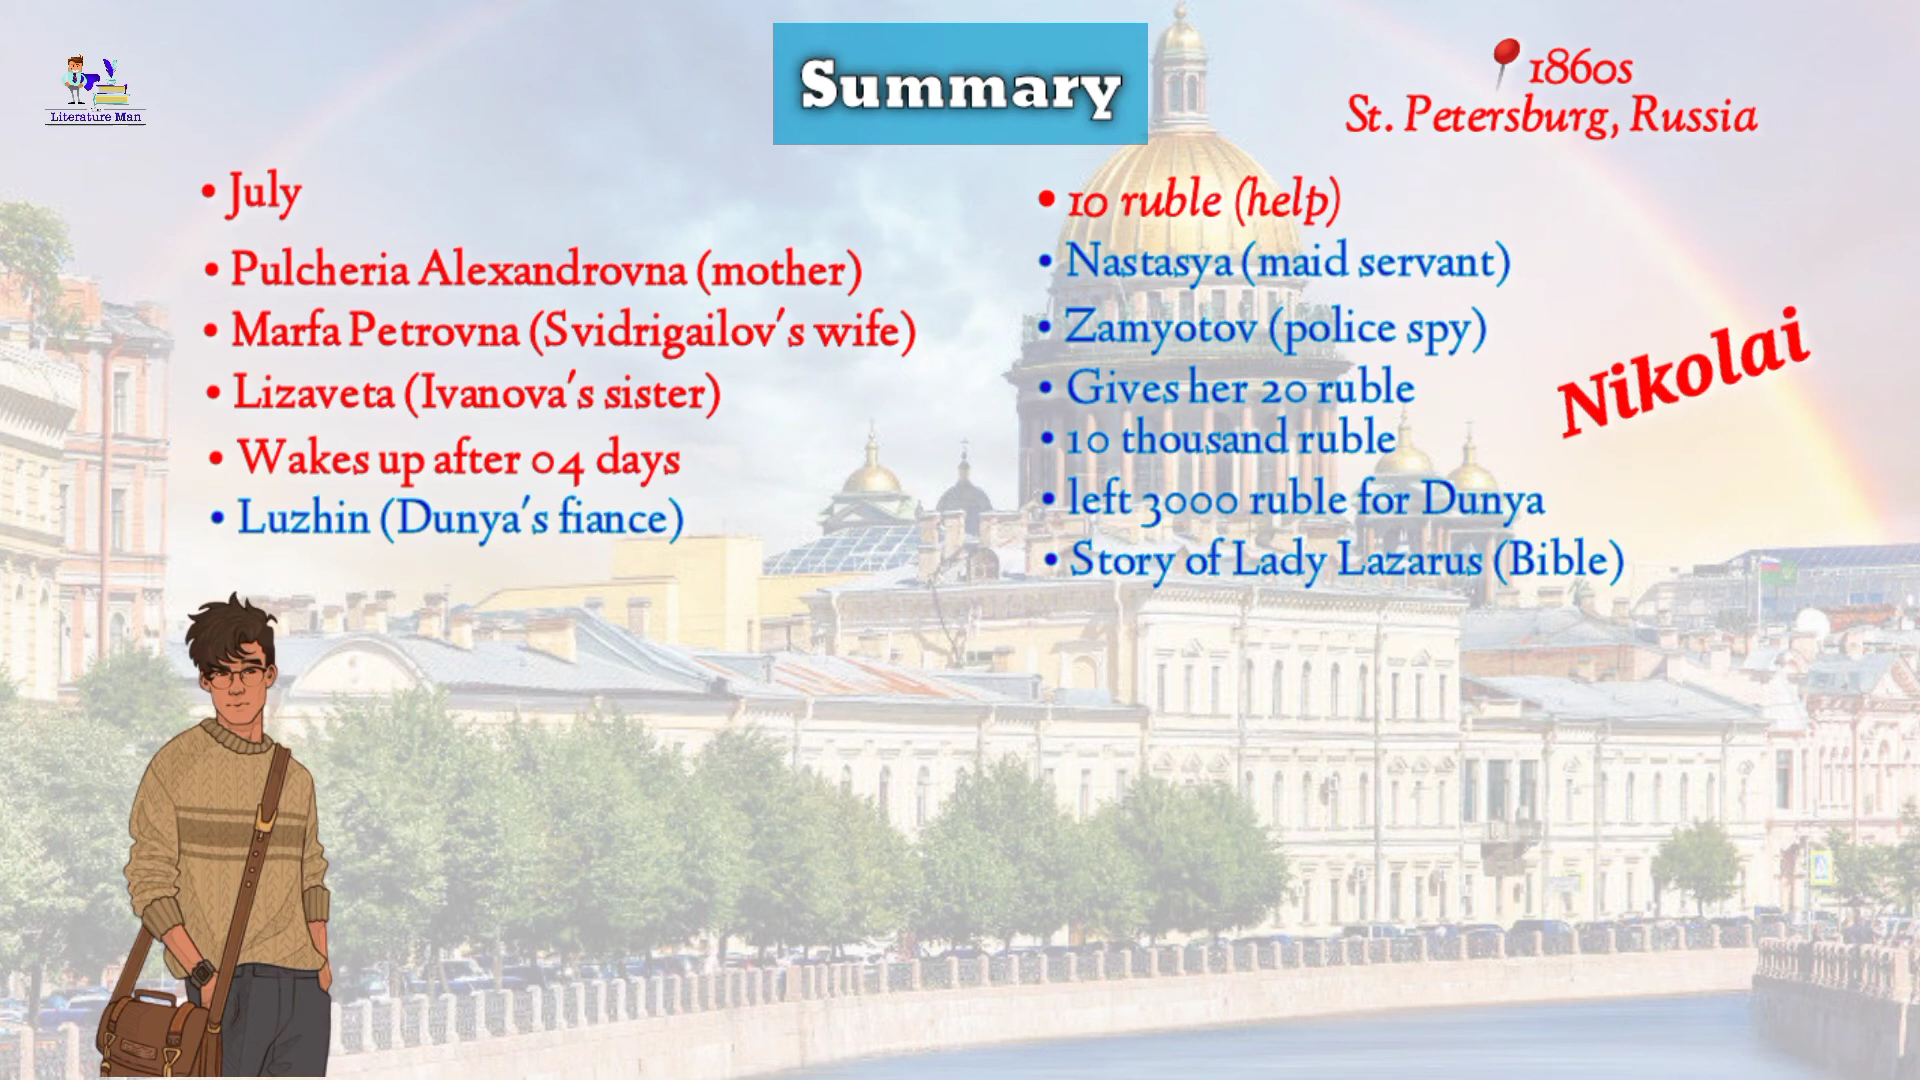 Literature Man
Summary
1860s
St. Petersburg, Russia
• July
• Pulcheria Alexandrovna (mother)
• Marfa Petrovna (Svidrigailov's wife)
• Lizaveta (Ivanova's sister)
• Wakes up after 04 days
• Luzhin (Dunya's fiance)
• 10 ruble (help)
• Nastasya (maid servant)
• Zamyotov (police spy)
• Gives her 20 ruble
• 10 thousand ruble
• left 3000 ruble for Dunya
• Story of Lady Lazarus (Bible)
Nikolai